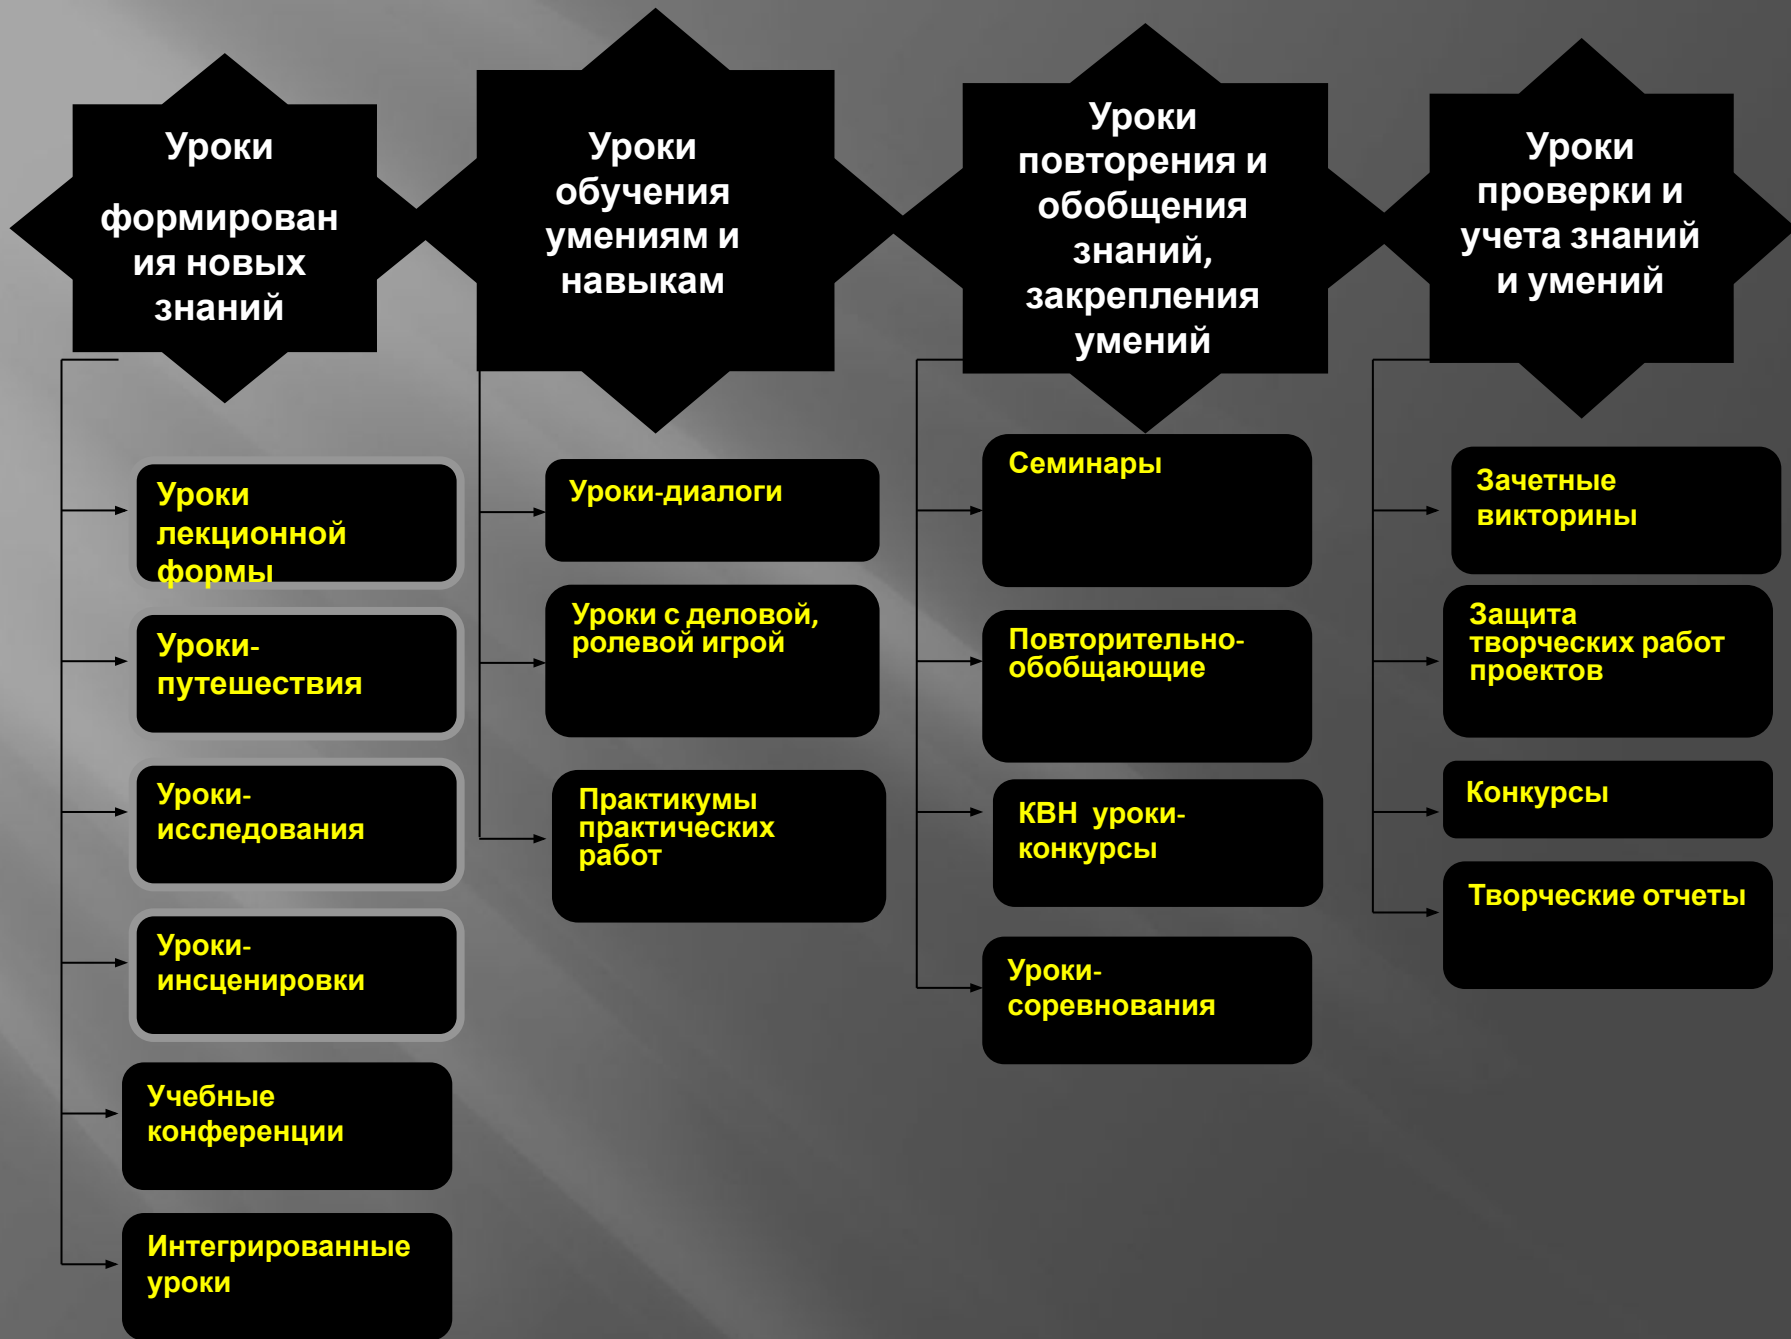 Уроки
формирован
ия новых
знаний
Уроки
лекционной
формы
Уроки-
путешествия
Уроки-
исследования
Уроки-
инсценировки
Учебные
конференции
Интегрированные
уроки
Уроки
обучения
умениям и
навыкам
Уроки-диалоги
Уроки с деловой,
ролевой игрой
Практикумы
практических
работ
Уроки
повторения и
обобщения
знаний,
закрепления
умений
Семинары
Повторительно-
обобщающие
КВН уроки-
конкурсы
Уроки-
соревнования
Уроки
проверки и
учета знаний
и умений
Зачетные
викторины
Защита
творческих работ
проектов
Конкурсы
Творческие отчеты